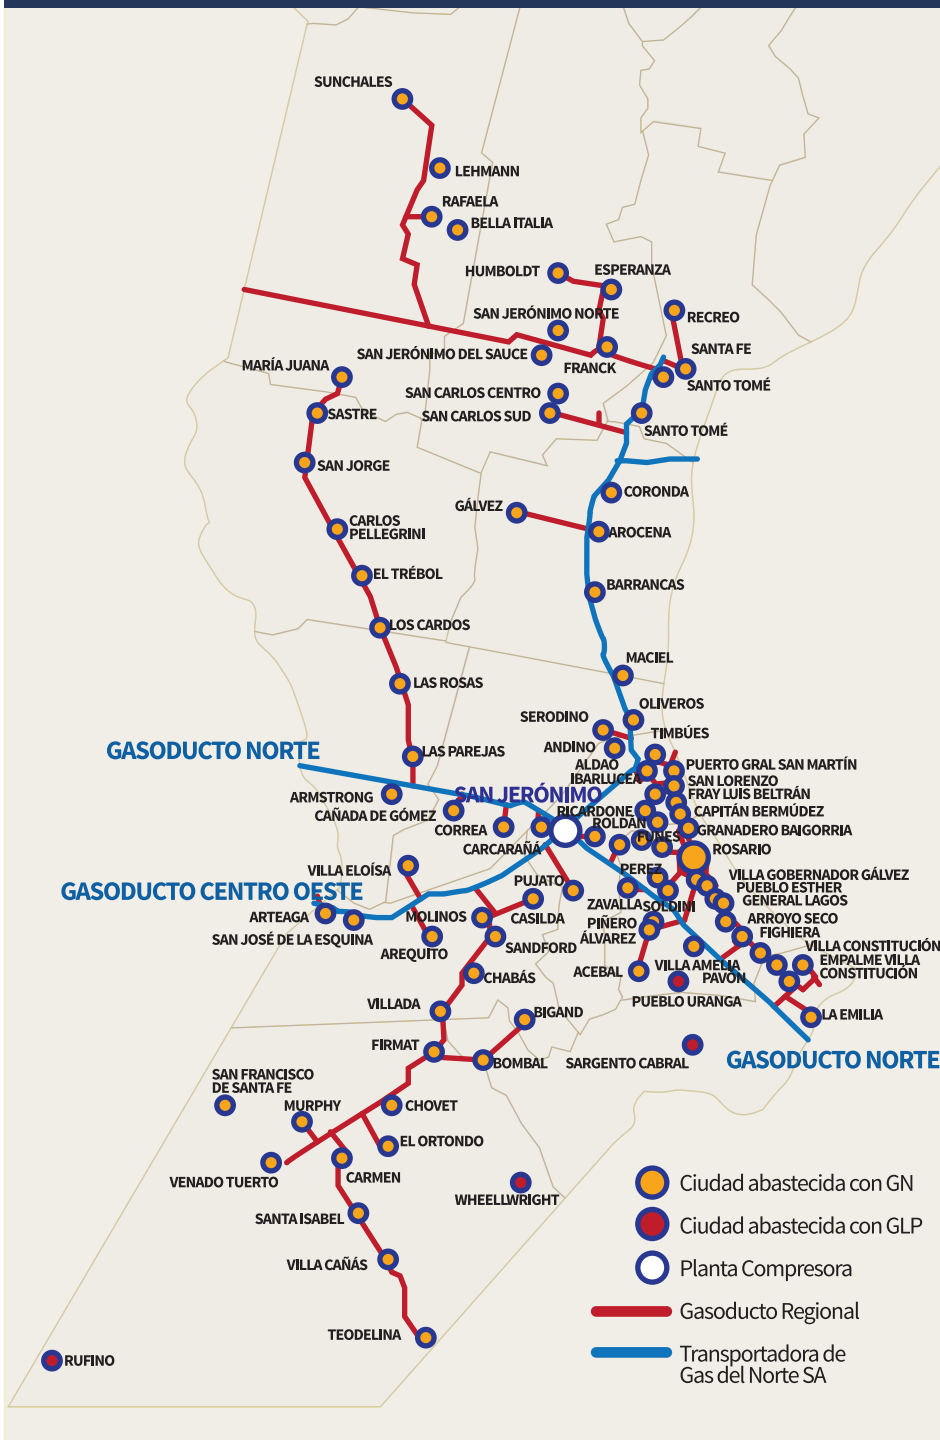 SUNCHALES
LEHMANN
RAFAELA
BELLA ITALIA
HUMBOLDT
ESPERANZA
SAN JERÓNIMO NORTE
RECREO
SAN JERÓNIMO DEL SAUCE
FRANCK
SANTA FE
SANTO TOMÉ
MARÍA JUANA
SAN CARLOS CENTRO
SASTRE
SAN CARLOS SUD
SANTO TOMÉ
SAN JORGE
CORONDA
GÁLVEZ
CARLOS
PELLEGRINI
AROCENA
EL TRÉBOL
BARRANCAS
LOS CARDOS
MACIEL
LAS ROSAS
OLIVEROS
SERODINO
TIMBÚES
ANDINO
GASODUCTO NORTE
LAS PAREJAS
ALDAO
PUERTO GRAL SAN MARTÍN
IBARLUCEA
SAN LORENZO
ARMSTRONG
SAN JERÓNIMO
FRAY LUIS BELTRÁN
CAÑADA DE GÓMEZ
RICARDONE
CAPITÁN BERMÚDEZ
CORREA
ROLDÁN
GRANADERO BAIGORRIA
FUNES
CARCARAÑÁ
ROSARIO
VILLA ELOÍSA
PEREZ
VILLA GOBERNADOR GÁLVEZ
GASODUCTO CENTRO OESTE
PUJATO
PUEBLO ESTHER
ZAVALLA
SOLDINI
GENERAL LAGOS
ARTEAGA
MOLINOS
CASILDA
PIÑERO
ARROYO SECO
SAN JOSÉ DE LA ESQUINA
ÁLVAREZ
FIGHIERA
AREQUITO
SANDFORD
VILLA CONSTITUCIÓN
ACEBAL
VILLA AMELIA
EMPALME VILLA
CONSTITUCIÓN
CHABÁS
PAVÓN
VILLADA
PUEBLO URANGA
BIGAND
LA EMILIA
FIRMAT
BOMBAL
SARGENTO CABRAL
GASODUCTO NORTE
SAN FRANCISCO
DE SANTA FE
MURPHY
CHOVET
EL ORTONDO
VENADO TUERTO
CARMEN
WHEELLWRIGHT
SANTA ISABEL
VILLA CAÑÁS
TEODELINA
RUFINO
Ciudad abastecida con GN
Ciudad abastecida con GLP
Planta Compresora
Gasoducto Regional
Transportadora de
Gas del Norte SA